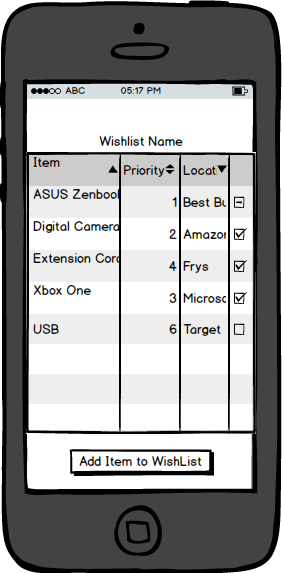 ABC 05:17 PM
Wishlist Name
Item Priority Locat
ASUS Zenbool 1 Best Bu
Digital Camera 2 Amazon
Extension Cord 4 Frys
Xbox One 3 Microsc
USB 6 Target
Add Item to WishList